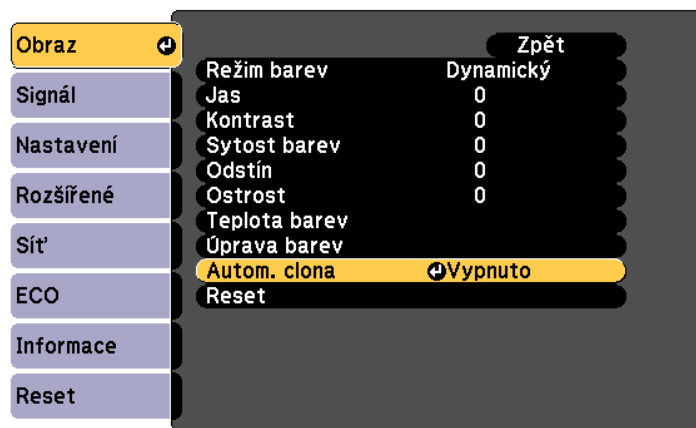 Obraz
Signál
Nastavení
Rozšířené
Síť
ECO
Informace
Reset
Zpět
Režim barev Dynamický
Jas 0
Kontrast 0
Sytost barev 0
Odstín 0
Ostrost 0
Teplota barev
Úprava barev
Autom. clona Vypnuto
Reset